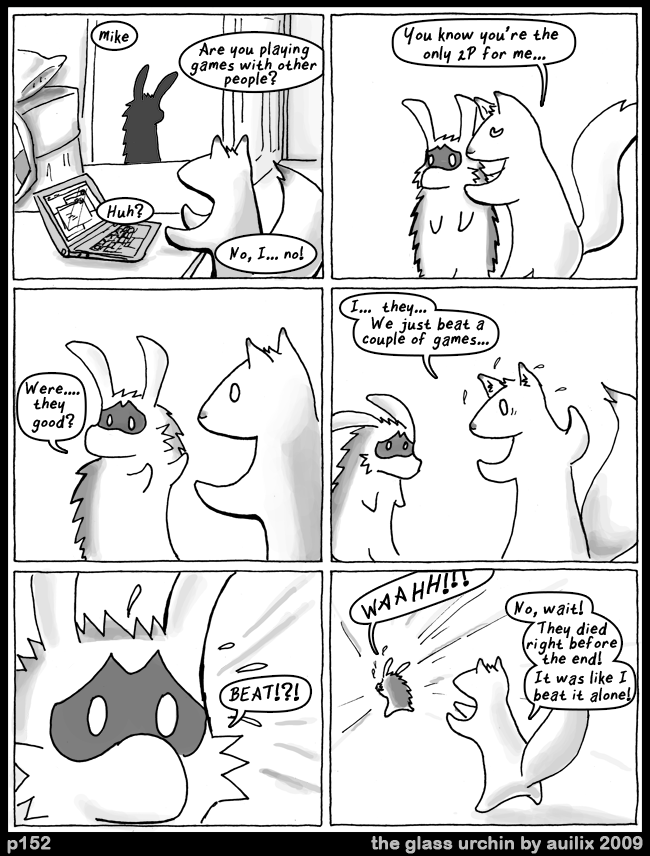 Mike
Are you playing
games with other
people?
Huh?
No, I... no!
You know you're the
only 2P for me...
Were....
they
good?
I... they...
We just beat a
couple of games...
BEAT!?!
WAAHH!!!
No, wait!
They died
right before
the end!
It was like I
beat it alone!
p152
the glass urchin by auilix 2009